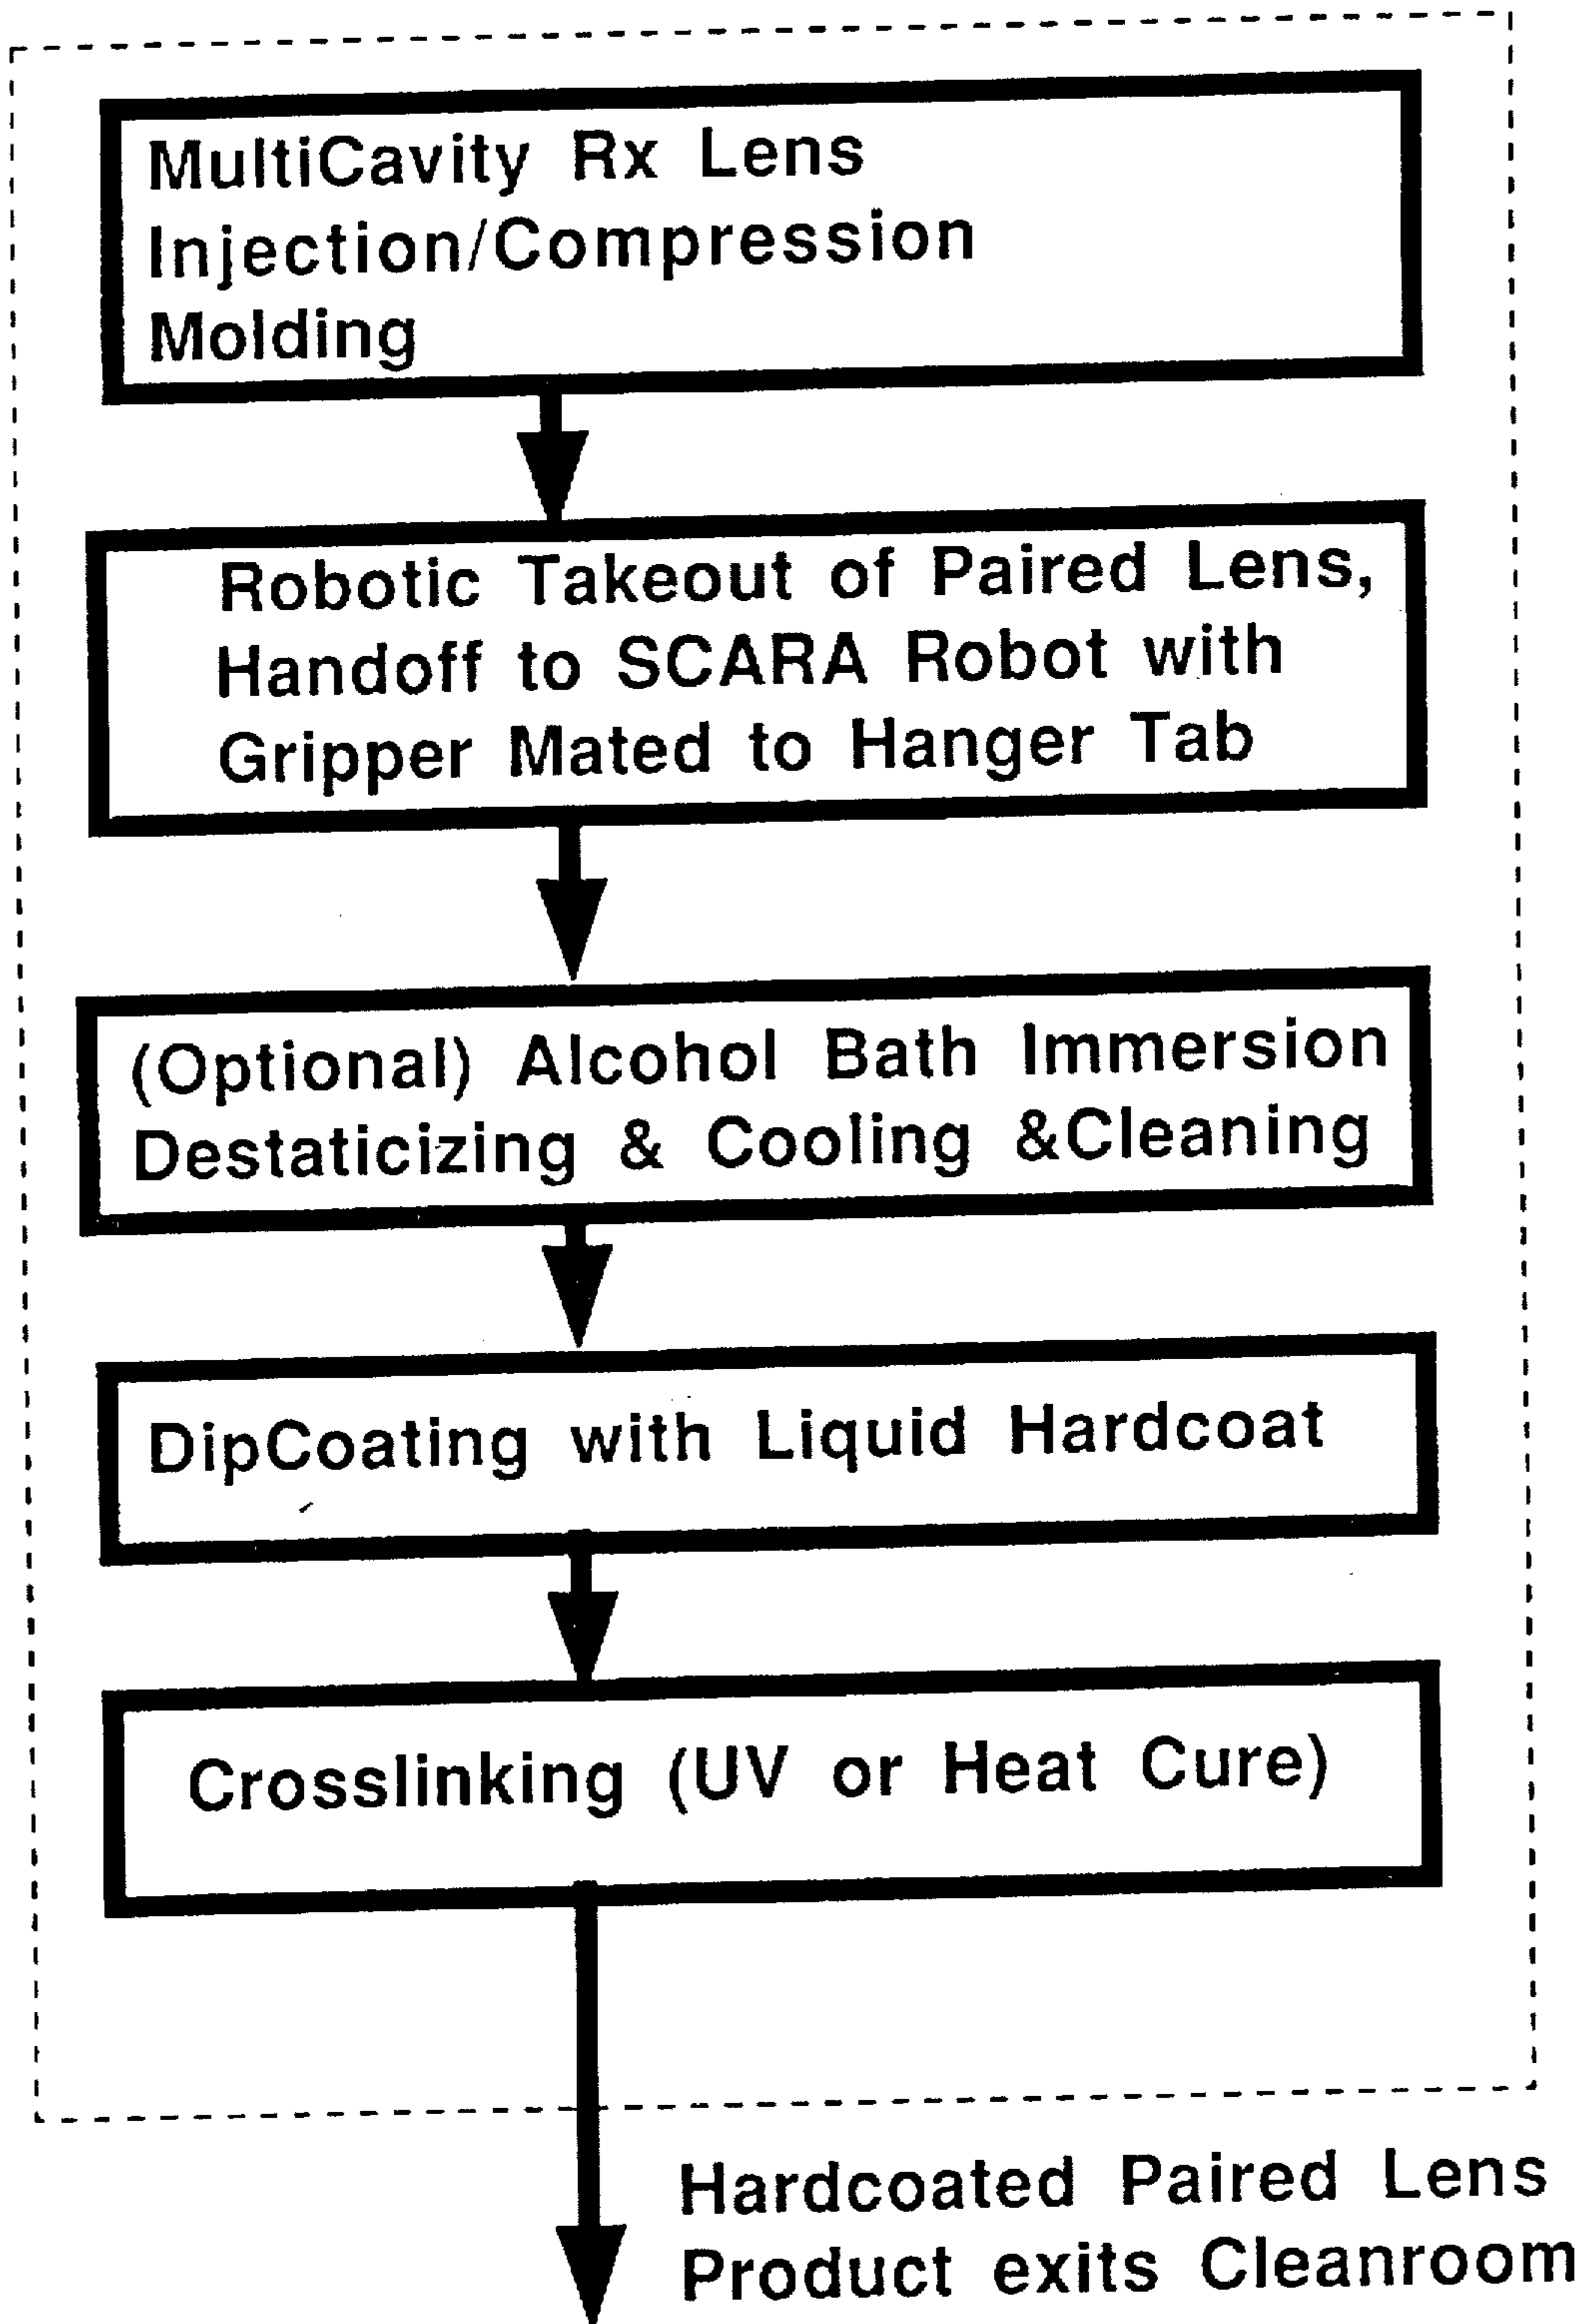 MultiCavity Rx Lens
Injection/Compression
Molding
Robotic Takeout of Paired Lens,
Handoff to SCARA Robot with
Gripper Mated to Hanger Tab
(Optional) Alcohol Bath Immersion
Destaticizing & Cooling &Cleaning
DipCoating with Liquid Hardcoat
Crosslinking (UV or Heat Cure)
Hardcoated Paired Lens
Product exits Cleanroom